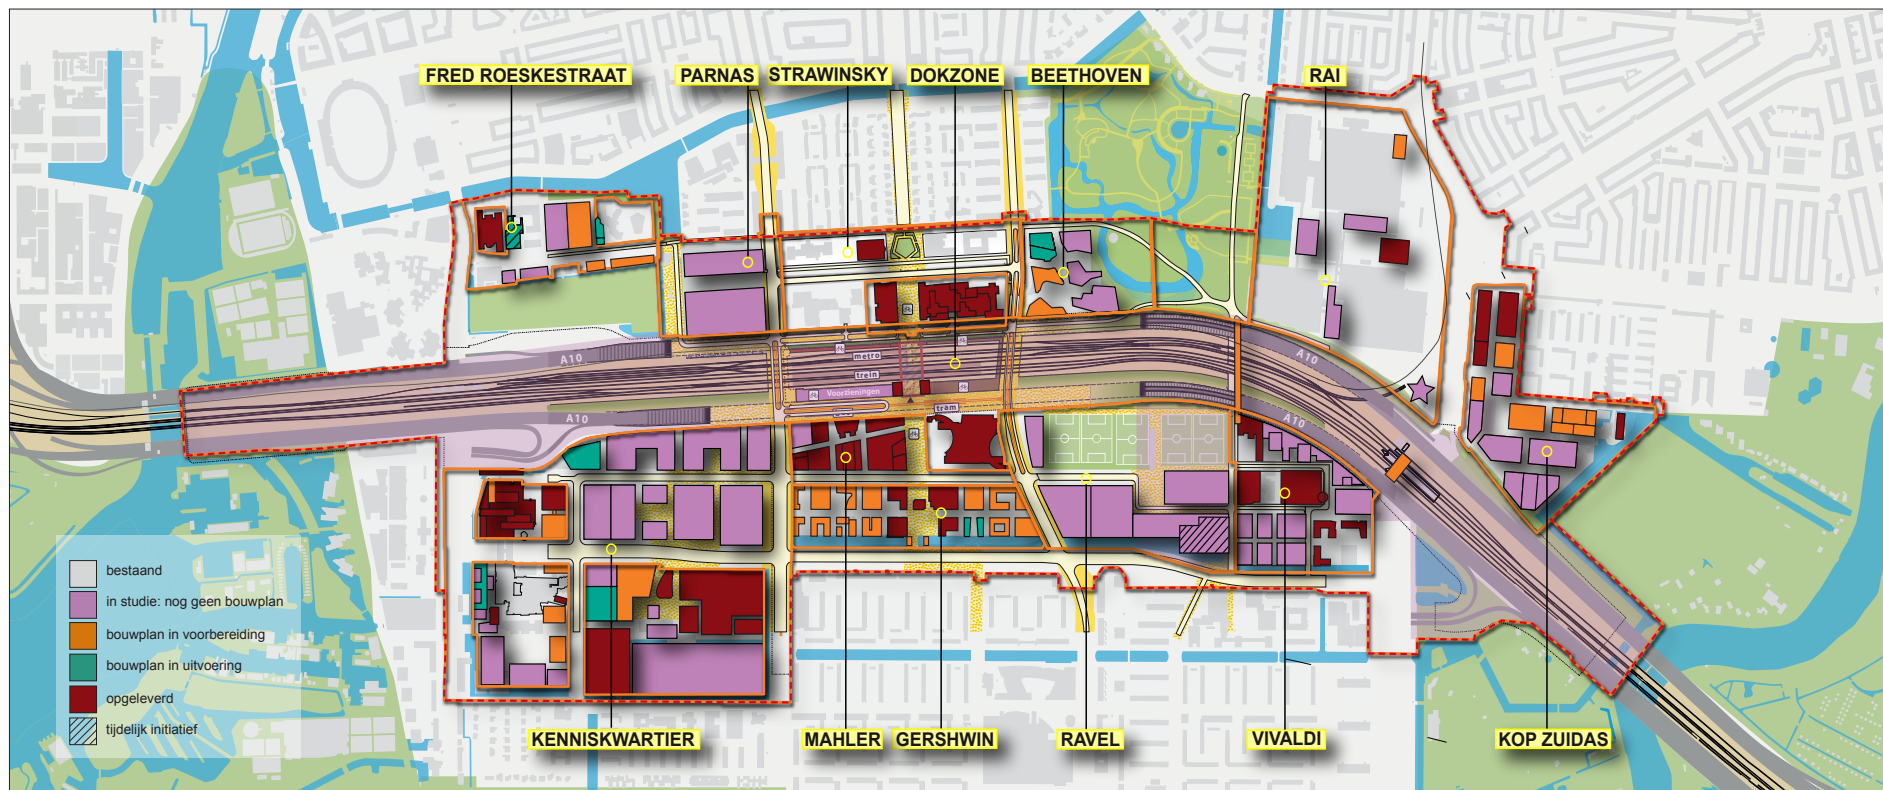 FRED ROESKESTRAAT
PARNAS
STRAWINSKY
DOKZONE
BEETHOVEN
RAI
A10
metro
trein
Voorzieningen
tram
A10
A10
A10
bestaand
in studie: nog geen bouwplan
bouwplan in voorbereiding
bouwplan in uitvoering
opgeleverd
tijdelijk initiatief
KENNISKWARTIER
MAHLER
GERSHWIN
RAVEL
VIVALDI
KOP ZUIDAS